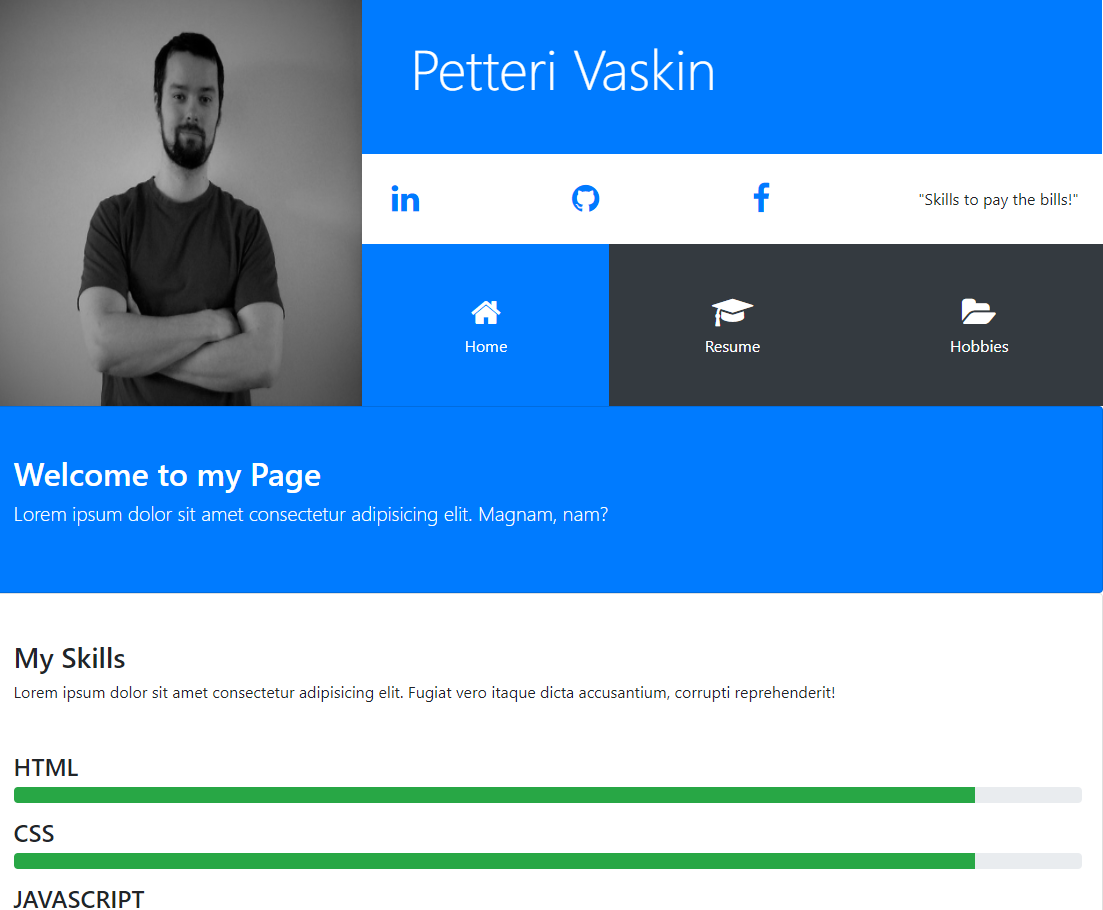 Petteri Vaskin
in
"Skills to pay the bills!"
Home
Resume
Hobbies
Welcome to my Page
Lorem ipsum dolor sit amet consectetur adipisicing elit. Magnam, nam?
My Skills
Lorem ipsum dolor sit amet consectetur adipisicing elit. Fugiat vero itaque dicta accusantium, corrupti reprehenderit!
HTML
CSS
JAVASCRIPT